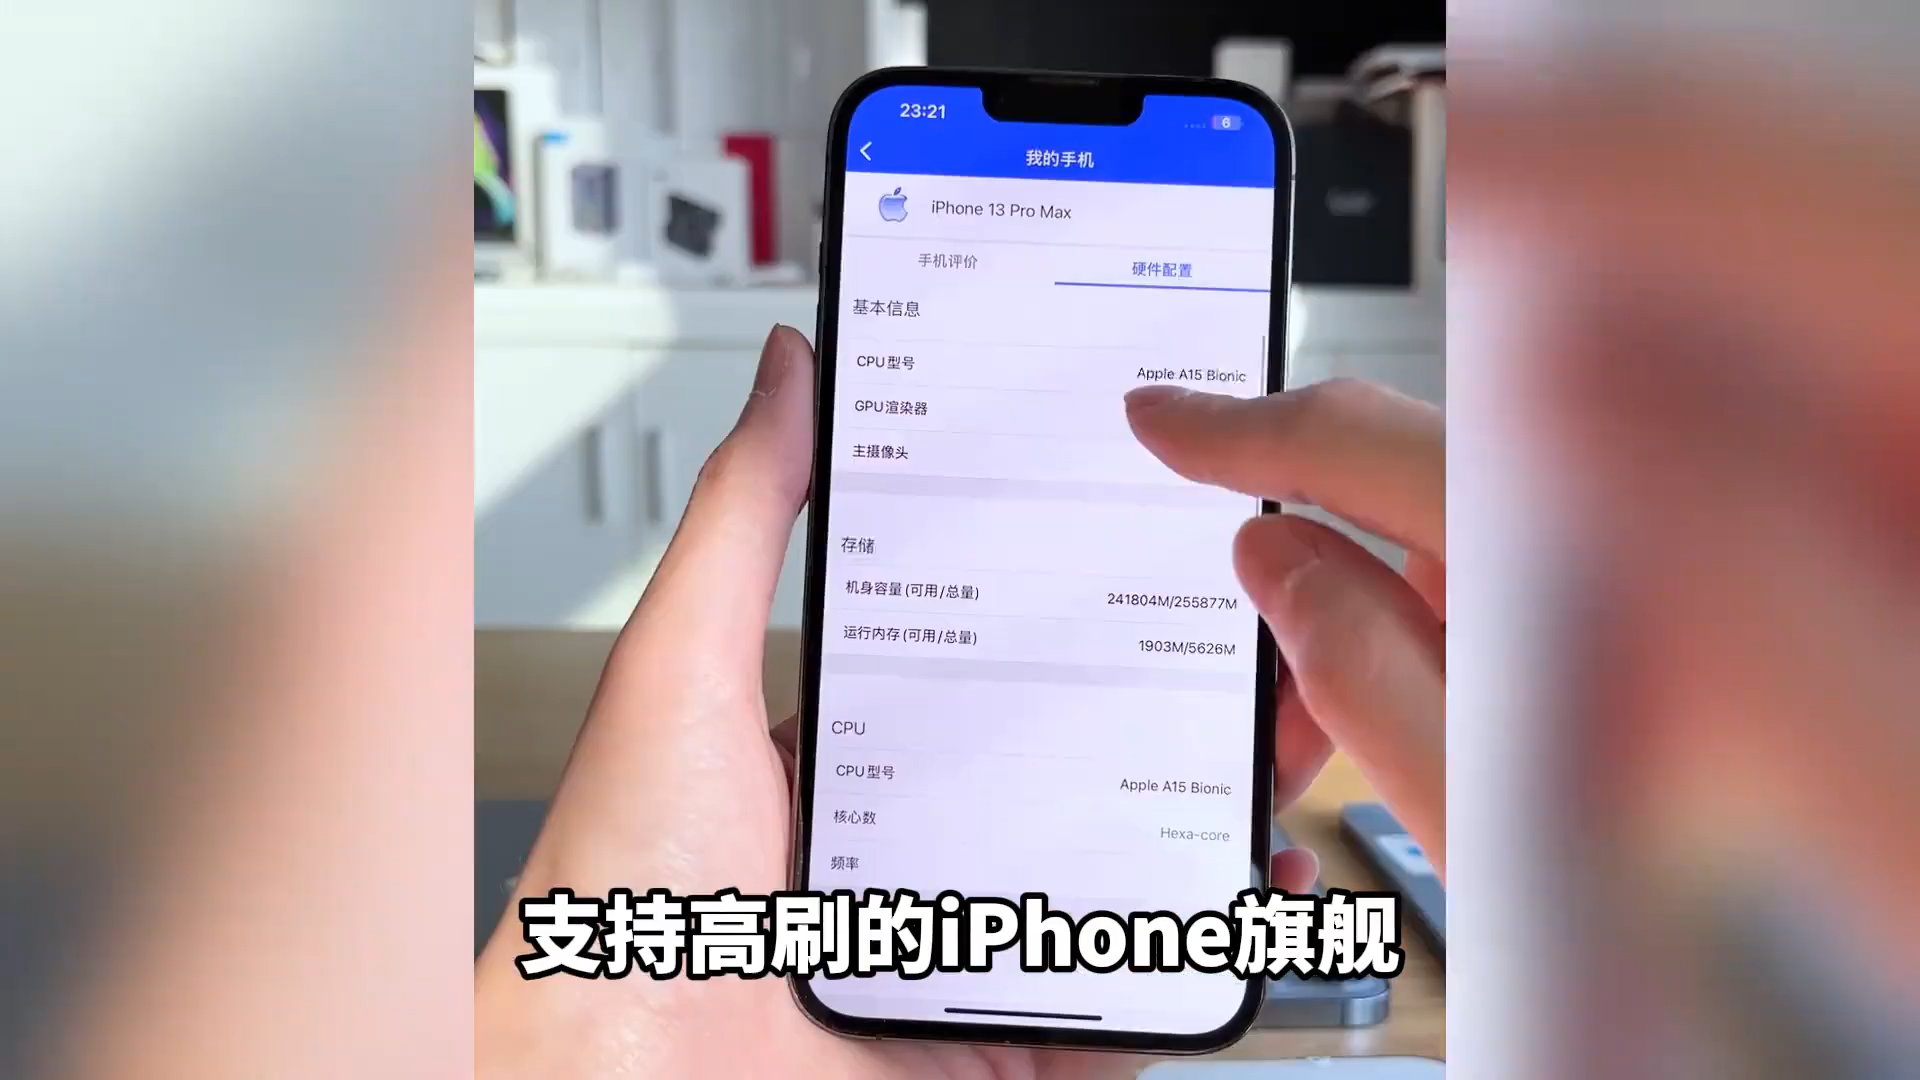 23:21
6
我的手机
iPhone 13 Pro Max
手机评价
硬件配置
基本信息
CPU型号
Apple A15 Bionic
GPU渲染器
主摄像头
存储
机身容量(可用/总量)
241804M/255877M
运行内存(可用/总量)
1903M/5626M
CPU
CPU型号
Apple A15 Bionic
核心数
Hexa-core
频率
支持高刷的iPhone旗舰